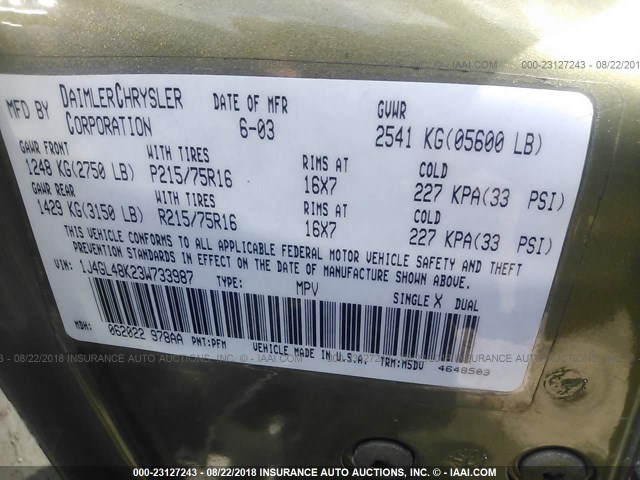 000-23127243 - 08/22/2018 INSURANCE AUTO AUCTIONS INC. - © - IAAI.COM
MFD BY DAIMLERCHRYSLER CORPORATION DATE OF MFR 6-03 GVWR 2541 KG(05600 LB)
GAWR FRONT WITH TIRES RIMS AT COLD
1248 KG(2750 LB) P215/75R16 16X7 227 KPA(33 PSI)
GAWR REAR WITH TIRES RIMS AT COLD
1429 KG(3150 LB) R215/75R16 16X7 227 KPA(33 PSI)
THIS VEHICLE CONFORMS TO ALL APPLICABLE FEDERAL MOTOR VEHICLE SAFETY AND THEFT
PREVENTION STANDARDS IN EFFECT ON THE DATE OF MANUFACTURE SHOWN ABOVE.
VIN: 1J4GL48K23W733987 TYPE: MPV SINGLE X DUAL
MDH: 062022 978AA PNT:PFM VEHICLE MADE IN U.S.A. TRM:M5DV 4648503
000-23127243 - 08/22/2018 INSURANCE AUTO AUCTIONS INC. - © - IAAI.COM